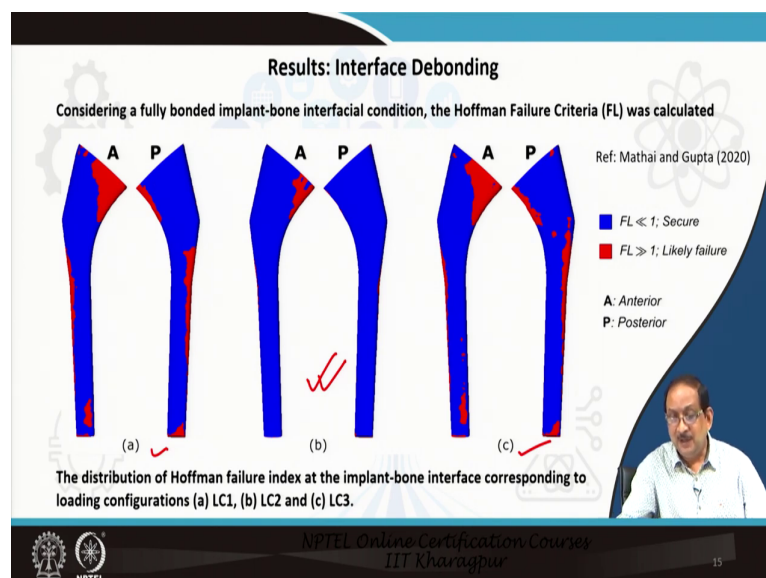 Results: Interface Debonding
Considering a fully bonded implant-bone interfacial condition, the Hoffman Failure Criteria (FL) was calculated
A P
A P
A P
Ref: Mathai and Gupta (2020)
FL ≪ 1; Secure
FL ≫ 1; Likely failure
A: Anterior
P: Posterior
(a)
(b)
(c)
The distribution of Hoffman failure index at the implant-bone interface corresponding to
loading configurations (a) LC1, (b) LC2 and (c) LC3.
NPTEL Online Certification Courses
IIT Kharagpur
NPTEL
15